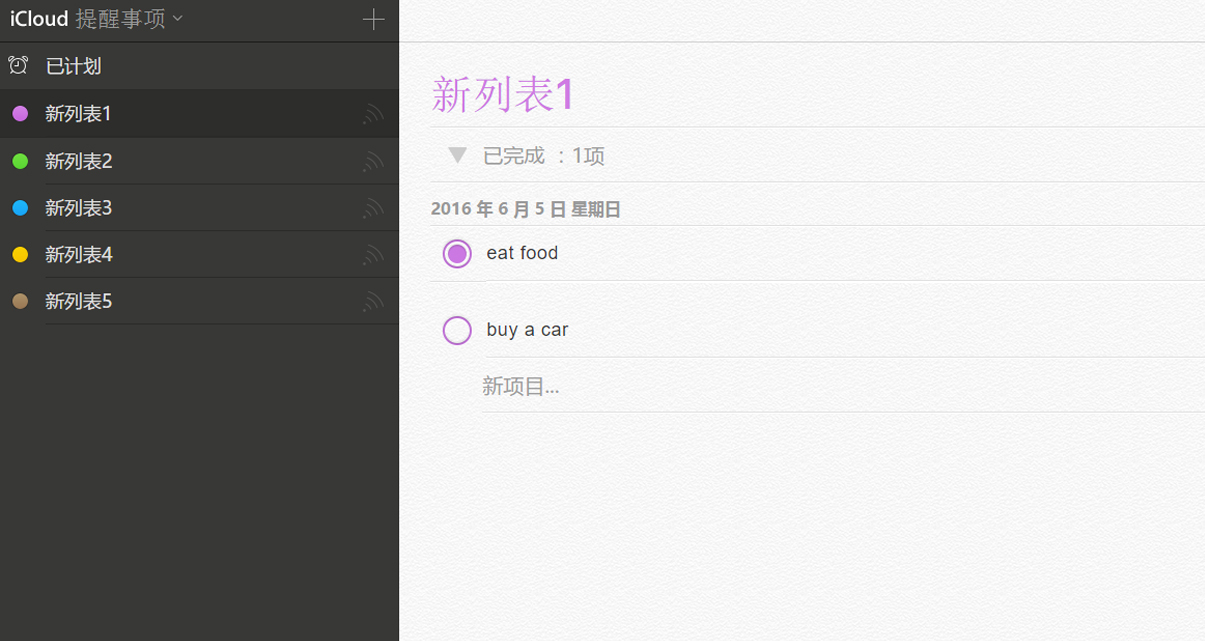 iCloud 提醒事项
已计划
新列表1
新列表2
新列表3
新列表4
新列表5
新列表1
已完成 ：1项
2016 年 6 月 5 日 星期日
eat food
buy a car
新项目...